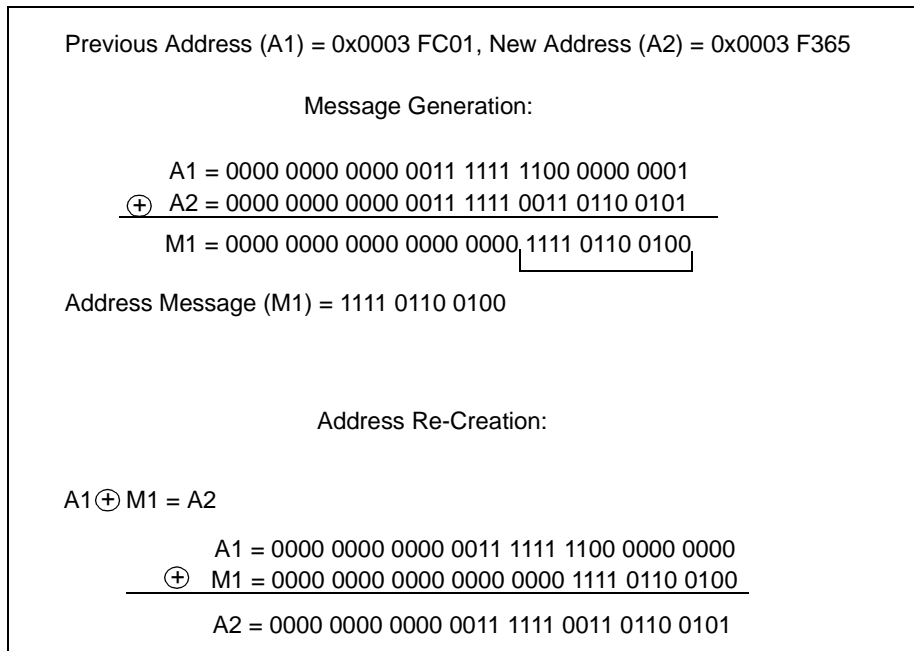 Previous Address (A1) = 0x0003 FC01, New Address (A2) = 0x0003 F365
Message Generation:
A1 = 0000 0000 0000 0011 1111 1100 0000 0001
⊕ A2 = 0000 0000 0000 0011 1111 0011 0110 0101
M1 = 0000 0000 0000 0000 0000 1111 0110 0100
Address Message (M1) = 1111 0110 0100
Address Re-Creation:
A1 ⊕ M1 = A2
A1 = 0000 0000 0000 0011 1111 1100 0000 0000
⊕ M1 = 0000 0000 0000 0000 0000 1111 0110 0100
A2 = 0000 0000 0000 0011 1111 0011 0110 0101